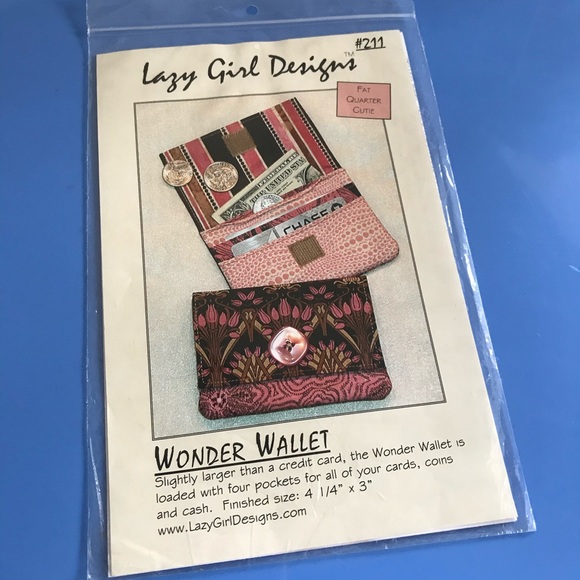 #211
Lazy Girl Designs™
FAT
QUARTER
CUTIE
CHASE
WONDER WALLET
Slightly larger than a credit card, the Wonder Wallet is
loaded with four pockets for all of your cards, coins
and cash. Finished size: 4 1/4" x 3"
www.LazyGirlDesigns.com